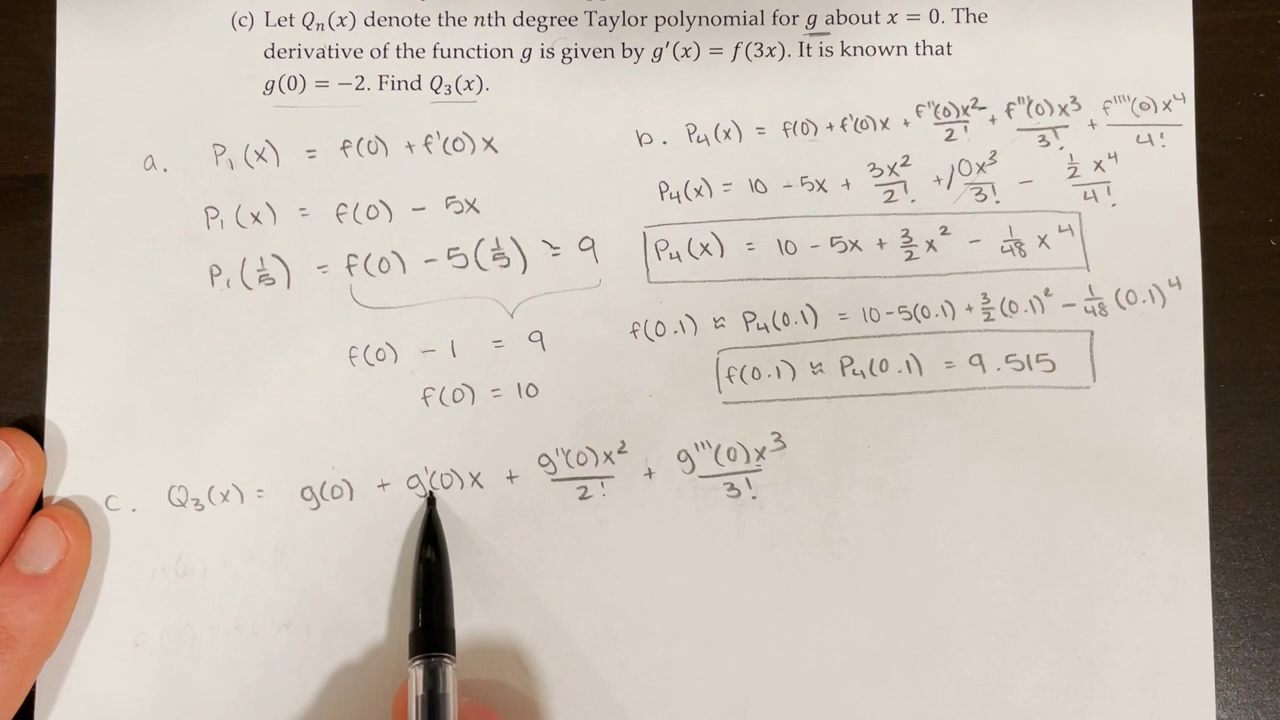 (c) Let Qₙ(x) denote the nth degree Taylor polynomial for g about x = 0. The
derivative of the function g is given by g′(x) = f(3x). It is known that
g(0) = −2. Find Q₃(x).
a. P₁(x) = f(0) + f'(0)x
P₁(x) = f(0) - 5x
P₁(1/5) = f(0) - 5(1/5) = 9
f(0) - 1 = 9
f(0) = 10
b. P₄(x) = f(0) + f'(0)x + f''(0)x²/2! + f'''(0)x³/3! + f''''(0)x⁴/4!
P₄(x) = 10 - 5x + 3x²/2! + 0x³/3! - 1/2 x⁴/4!
P₄(x) = 10 - 5x + 3/2 x² - 1/48 x⁴
f(0.1) ≈ P₄(0.1) = 10-5(0.1) + 3/2 (0.1)² - 1/48 (0.1)⁴
f(0.1) ≈ P₄(0.1) = 9.515
c. Q₃(x) = g(0) + g'(0)x + g''(0)x²/2! + g'''(0)x³/3!